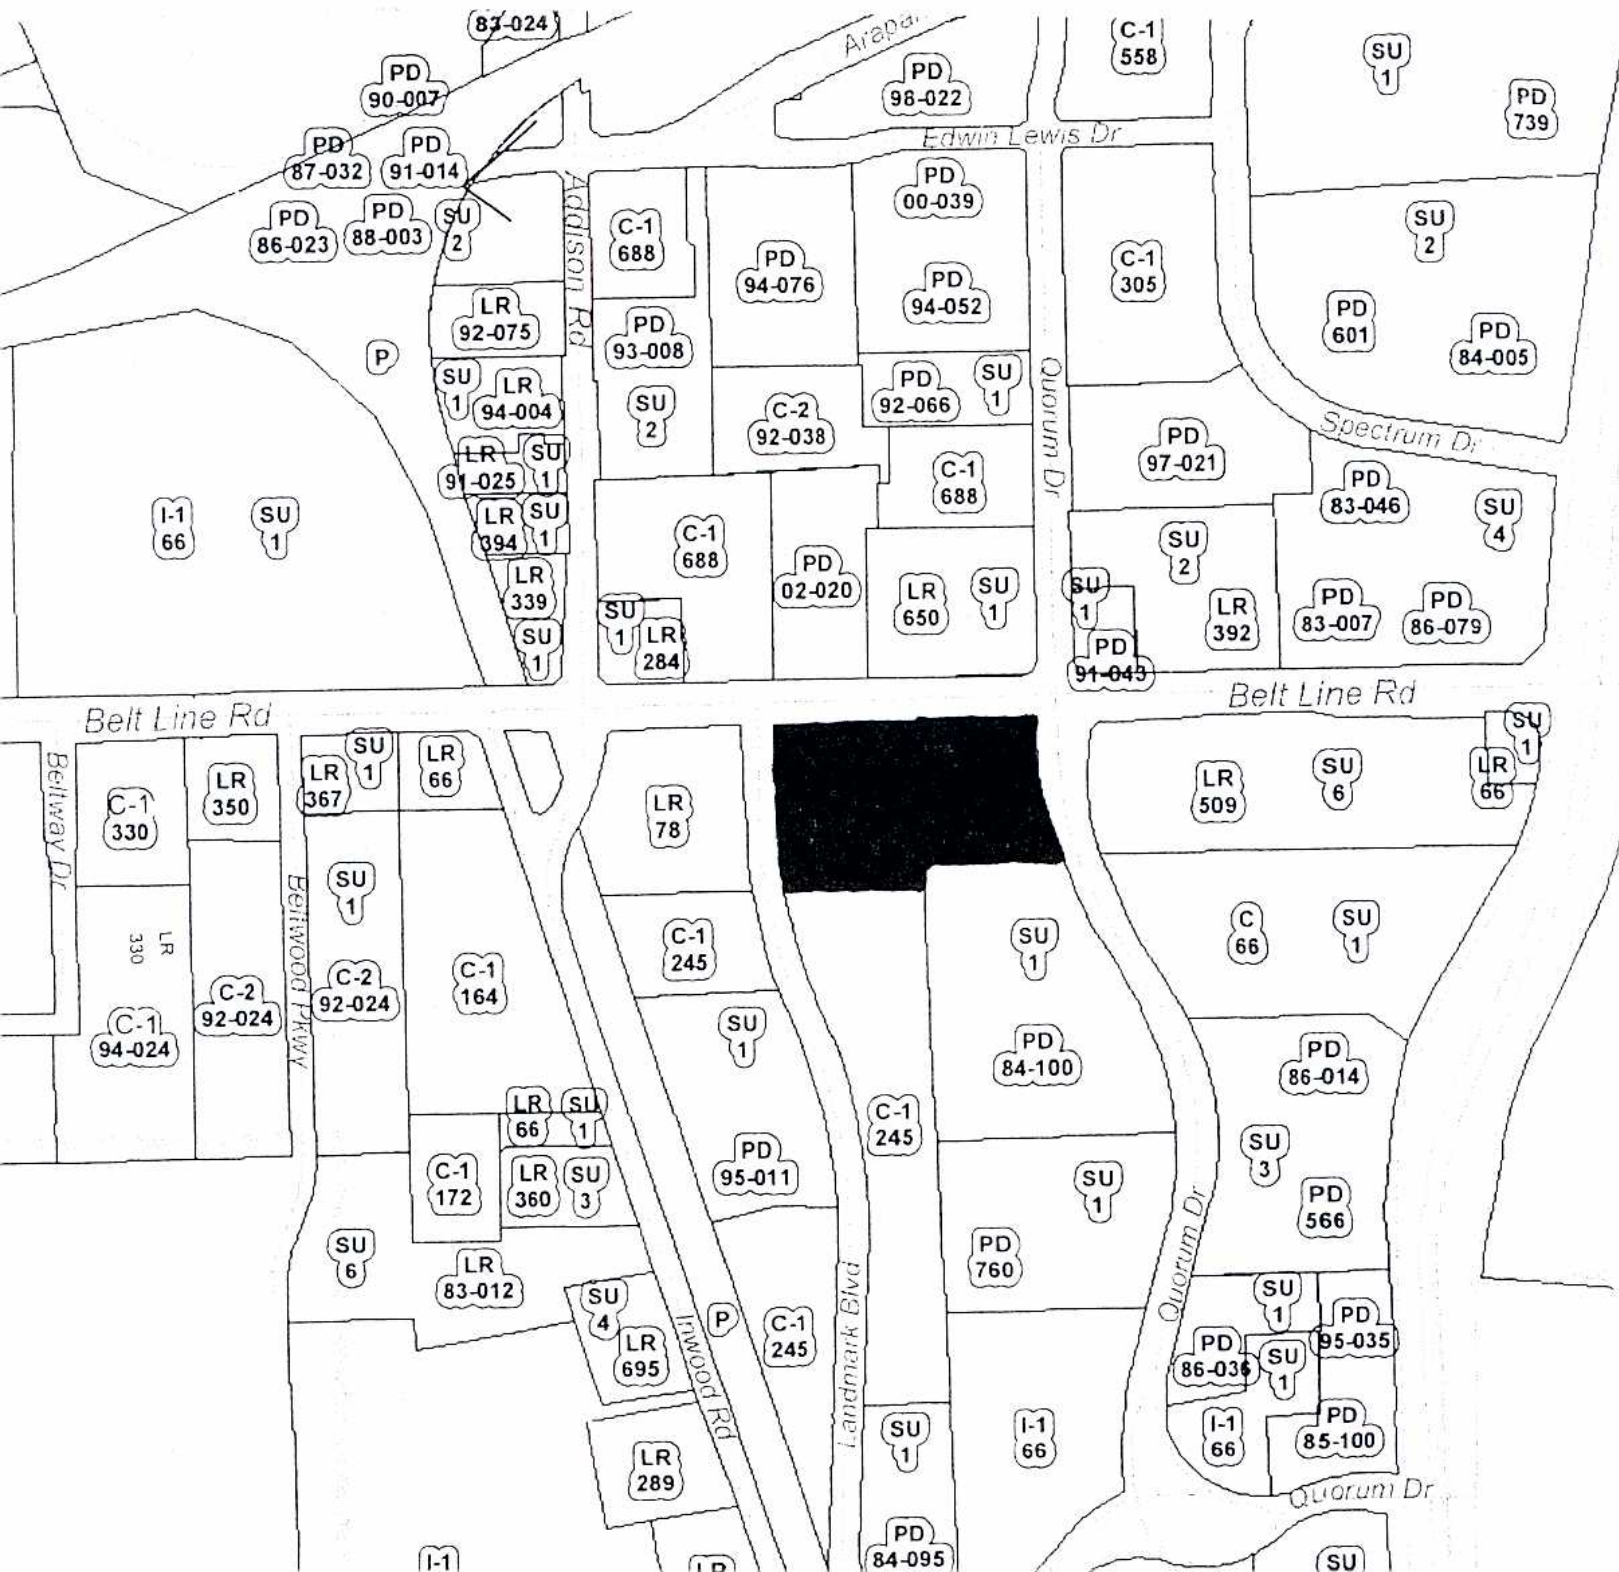 83-024
PD
90-007
PD
87-032
PD
91-014
PD
86-023
PD
88-003
SU
2
PD
98-022
Edwin Lewis Dr
C-1
558
SU
1
PD
739
Addison Rd
C-1
688
PD
94-076
PD
00-039
PD
94-052
C-1
305
SU
2
PD
601
PD
84-005
LR
92-075
P
PD
93-008
SU
1
LR
94-004
SU
2
C-2
92-038
PD
92-066
SU
1
Quorum Dr
PD
97-021
Spectrum Dr
LR
91-025
SU
1
C-1
688
PD
83-046
SU
4
I-1
66
SU
1
LR
394
SU
1
C-1
688
PD
02-020
SU
2
LR
339
LR
650
SU
1
SU
1
LR
392
PD
83-007
PD
86-079
SU
1
SU
1
LR
284
PD
91-043
Belt Line Rd
Belt Line Rd
Beltway Dr
C-1
330
LR
350
LR
367
SU
1
LR
66
LR
78
LR
509
SU
6
SU
1
LR
66
Beltwood Pkwy
SU
1
LR
330
C-1
94-024
C-2
92-024
C-2
92-024
C-1
164
C-1
245
SU
1
C
66
SU
1
SU
1
PD
84-100
PD
86-014
LR
66
SU
1
C-1
245
C-1
172
LR
360
SU
3
PD
95-011
SU
1
SU
3
PD
566
SU
6
LR
83-012
PD
760
Quorum Dr
SU
4
LR
695
Inwood Rd
P
C-1
245
Landmark Blvd
SU
1
PD
95-035
PD
86-036
SU
1
LR
289
SU
1
I-1
66
I-1
66
PD
85-100
Quorum Dr
I-1
LR
PD
84-095
SU